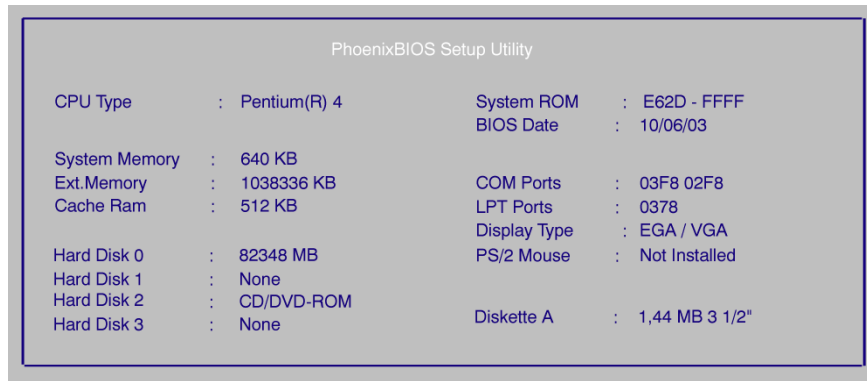 PhoenixBIOS Setup Utility
CPU Type : Pentium(R) 4 System ROM : E62D - FFFF
BIOS Date : 10/06/03
System Memory : 640 KB
Ext.Memory : 1038336 KB COM Ports : 03F8 02F8
Cache Ram : 512 KB LPT Ports : 0378
Display Type : EGA / VGA
Hard Disk 0 : 82348 MB PS/2 Mouse : Not Installed
Hard Disk 1 : None
Hard Disk 2 : CD/DVD-ROM
Hard Disk 3 : None Diskette A : 1,44 MB 3 1/2"